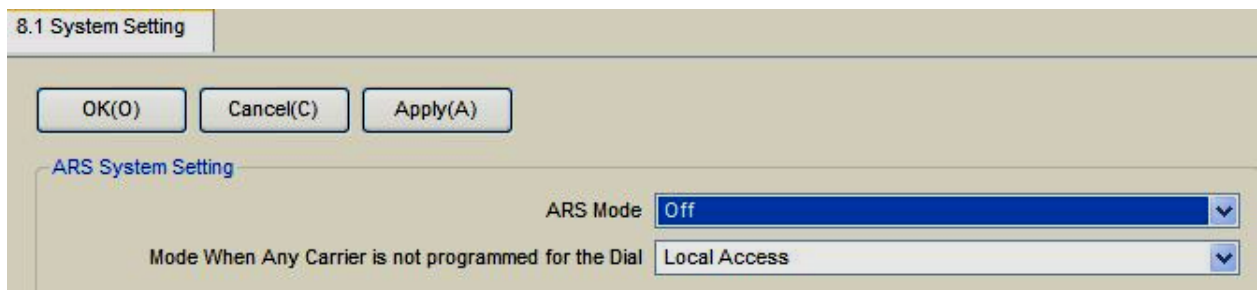 8.1 System Setting
OK(O) Cancel(C) Apply(A)
ARS System Setting
ARS Mode Off
Mode When Any Carrier is not programmed for the Dial Local Access